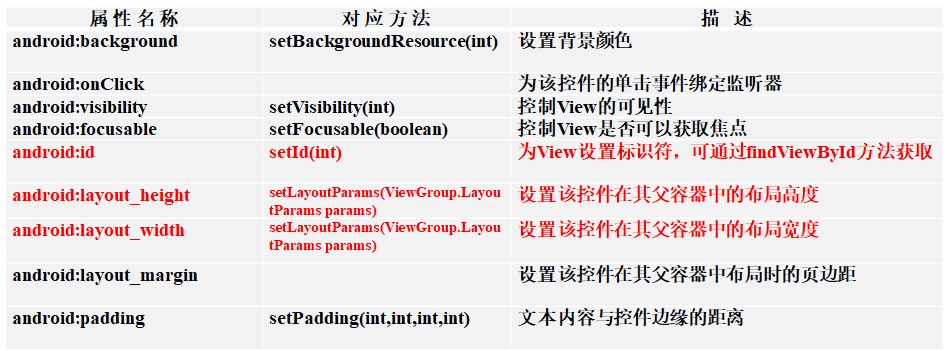 属 性 名 称 对 应 方 法 描 述
android:background setBackgroundResource(int) 设置背景颜色
android:onClick 为该控件的单击事件绑定监听器
android:visibility setVisibility(int) 控制View的可见性
android:focusable setFocusable(boolean) 控制View是否可以获取焦点
android:id setId(int) 为View设置标识符，可通过findViewById方法获取
android:layout_height setLayoutParams(ViewGroup.Layou 设置该控件在其父容器中的布局高度
tParams params)
android:layout_width setLayoutParams(ViewGroup.Layou 设置该控件在其父容器中的布局宽度
tParams params)
android:layout_margin 设置该控件在其父容器中布局时的页边距
android:padding setPadding(int,int,int,int) 文本内容与控件边缘的距离